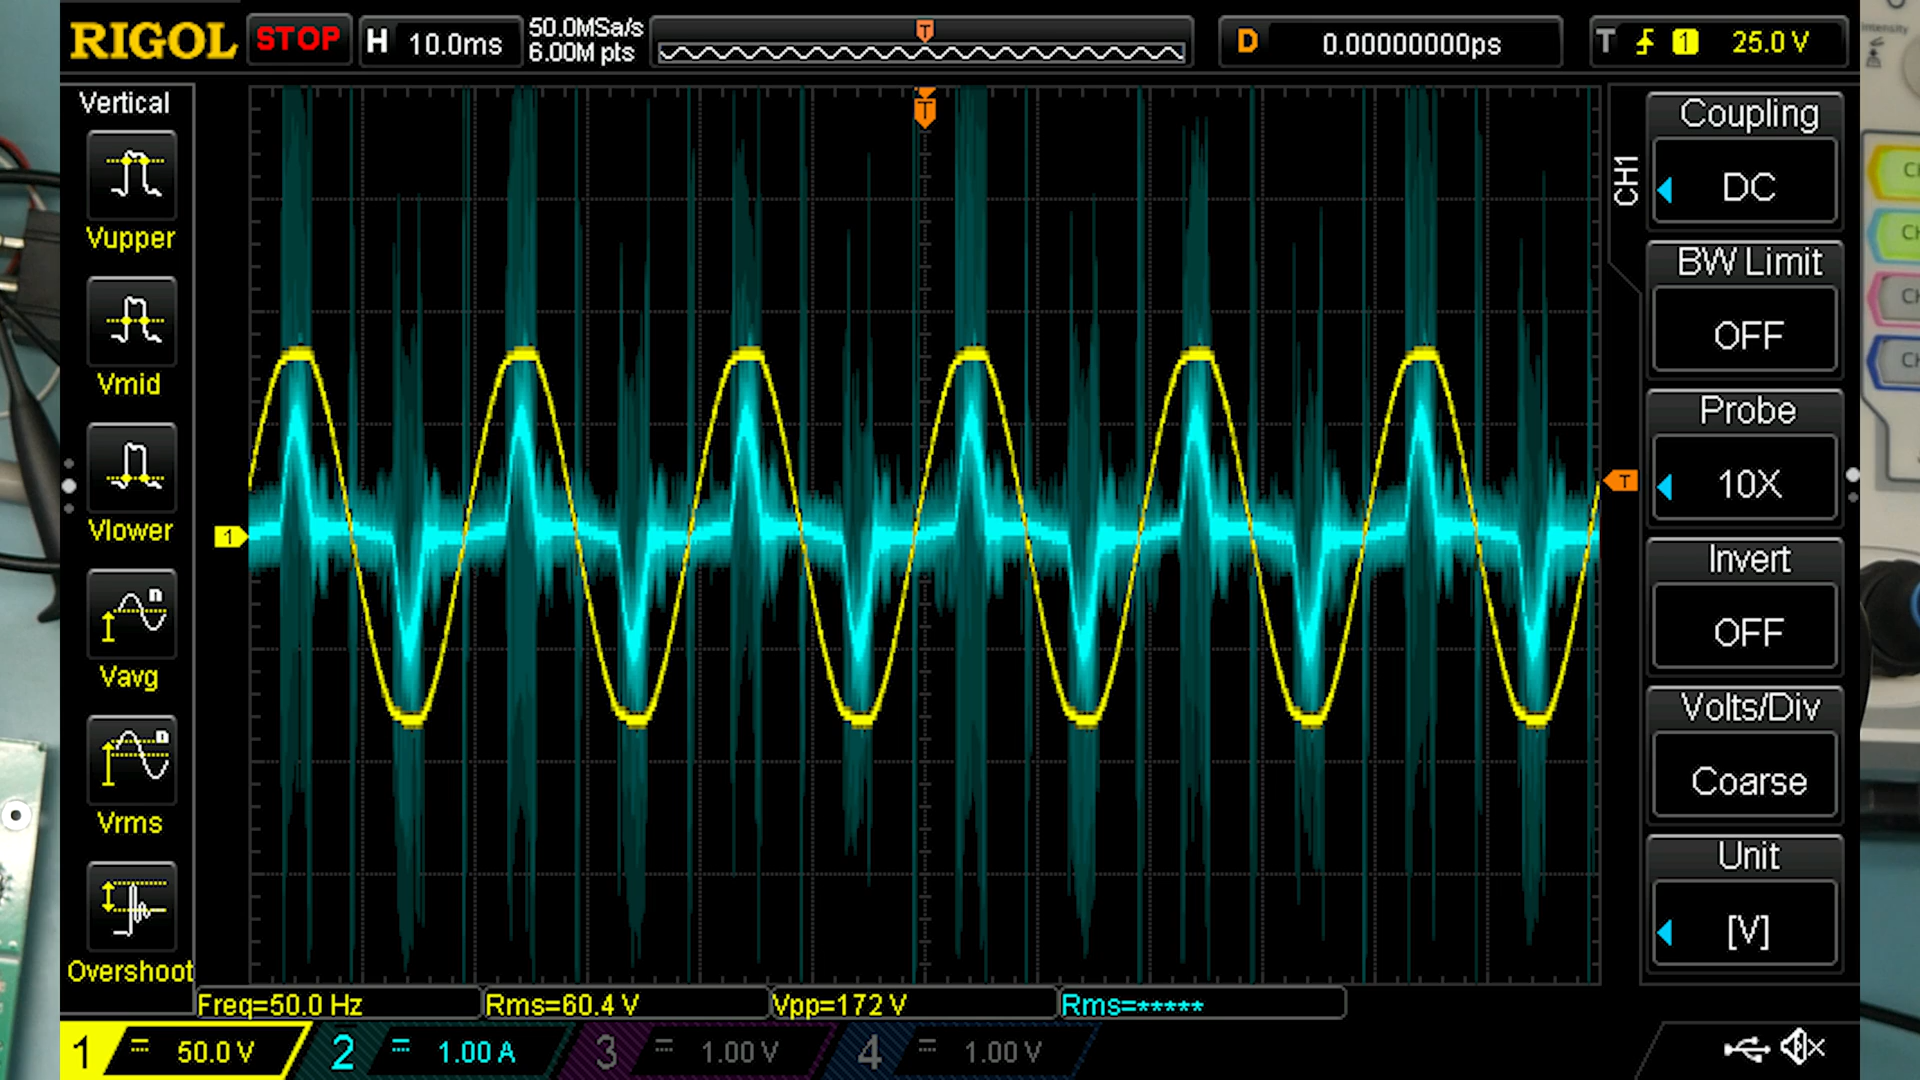 RIGOL STOP H 10.0ms 50.0MSa/s D 0.00000000ps T 1 25.0 V
6.00M pts
T
Vertical
Vupper
Vmid
Vlower
Vavg
Vrms
Overshoot
T
1
T
CH1
Coupling
DC
BW Limit
OFF
Probe
10X
Invert
OFF
Volts/Div
Coarse
Unit
[V]
Freq=50.0 Hz Rms=60.4 V Vpp=172 V Rms=*****
1 50.0 V 2 1.00 A 3 1.00 V 4 1.00 V